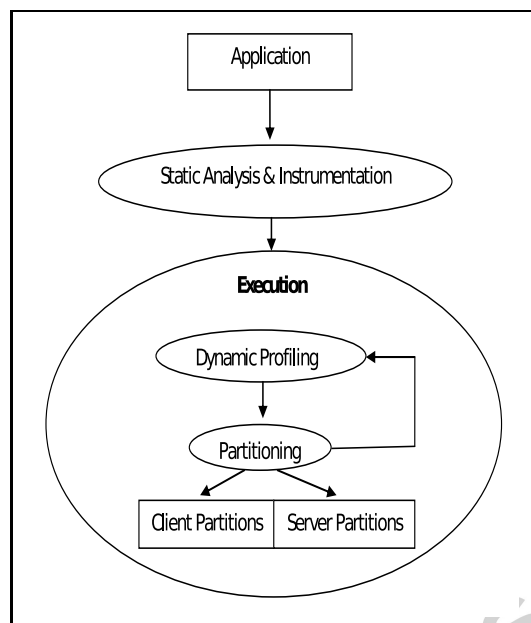 Application
Static Analysis & Instrumentation
Execution
Dynamic Profiling
Partitioning
Client Partitions
Server Partitions